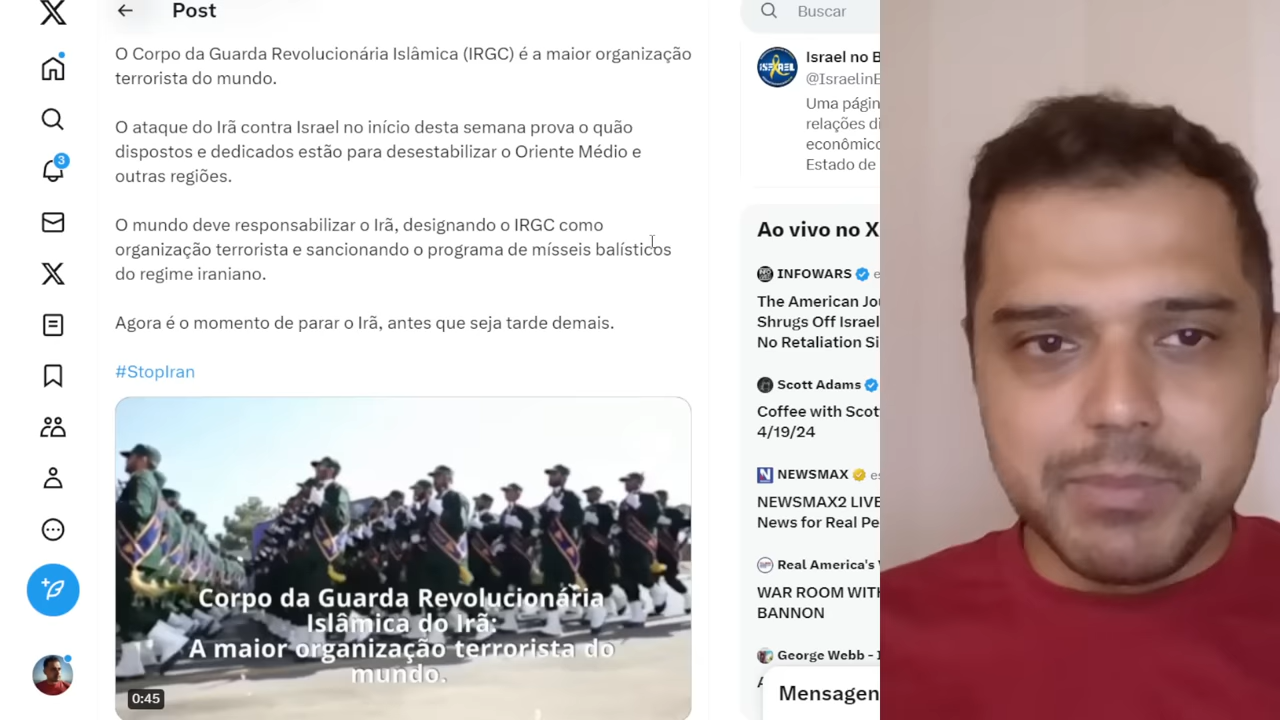 Post
O Corpo da Guarda Revolucionária Islâmica (IRGC) é a maior organização
terrorista do mundo.
O ataque do Irã contra Israel no início desta semana prova o quão
dispostos e dedicados estão para desestabilizar o Oriente Médio e
outras regiões.
O mundo deve responsabilizar o Irã, designando o IRGC como
organização terrorista e sancionando o programa de mísseis balísticos
do regime iraniano.
Agora é o momento de parar o Irã, antes que seja tarde demais.
#StopIran
Corpo da Guarda Revolucionária
Islâmica do Irã:
A maior organização terrorista do
mundo.
0:45
3
Buscar
Israel no B
@IsraelinB
Uma págin
relações di
econômico
Estado de
Ao vivo no X
INFOWARS e
The American Jou
Shrugs Off Israel
No Retaliation Si
Scott Adams
Coffee with Scot
4/19/24
NEWSMAX es
NEWSMAX2 LIVE
News for Real Pe
Real America's
WAR ROOM WITH
BANNON
George Webb -
Mensagen